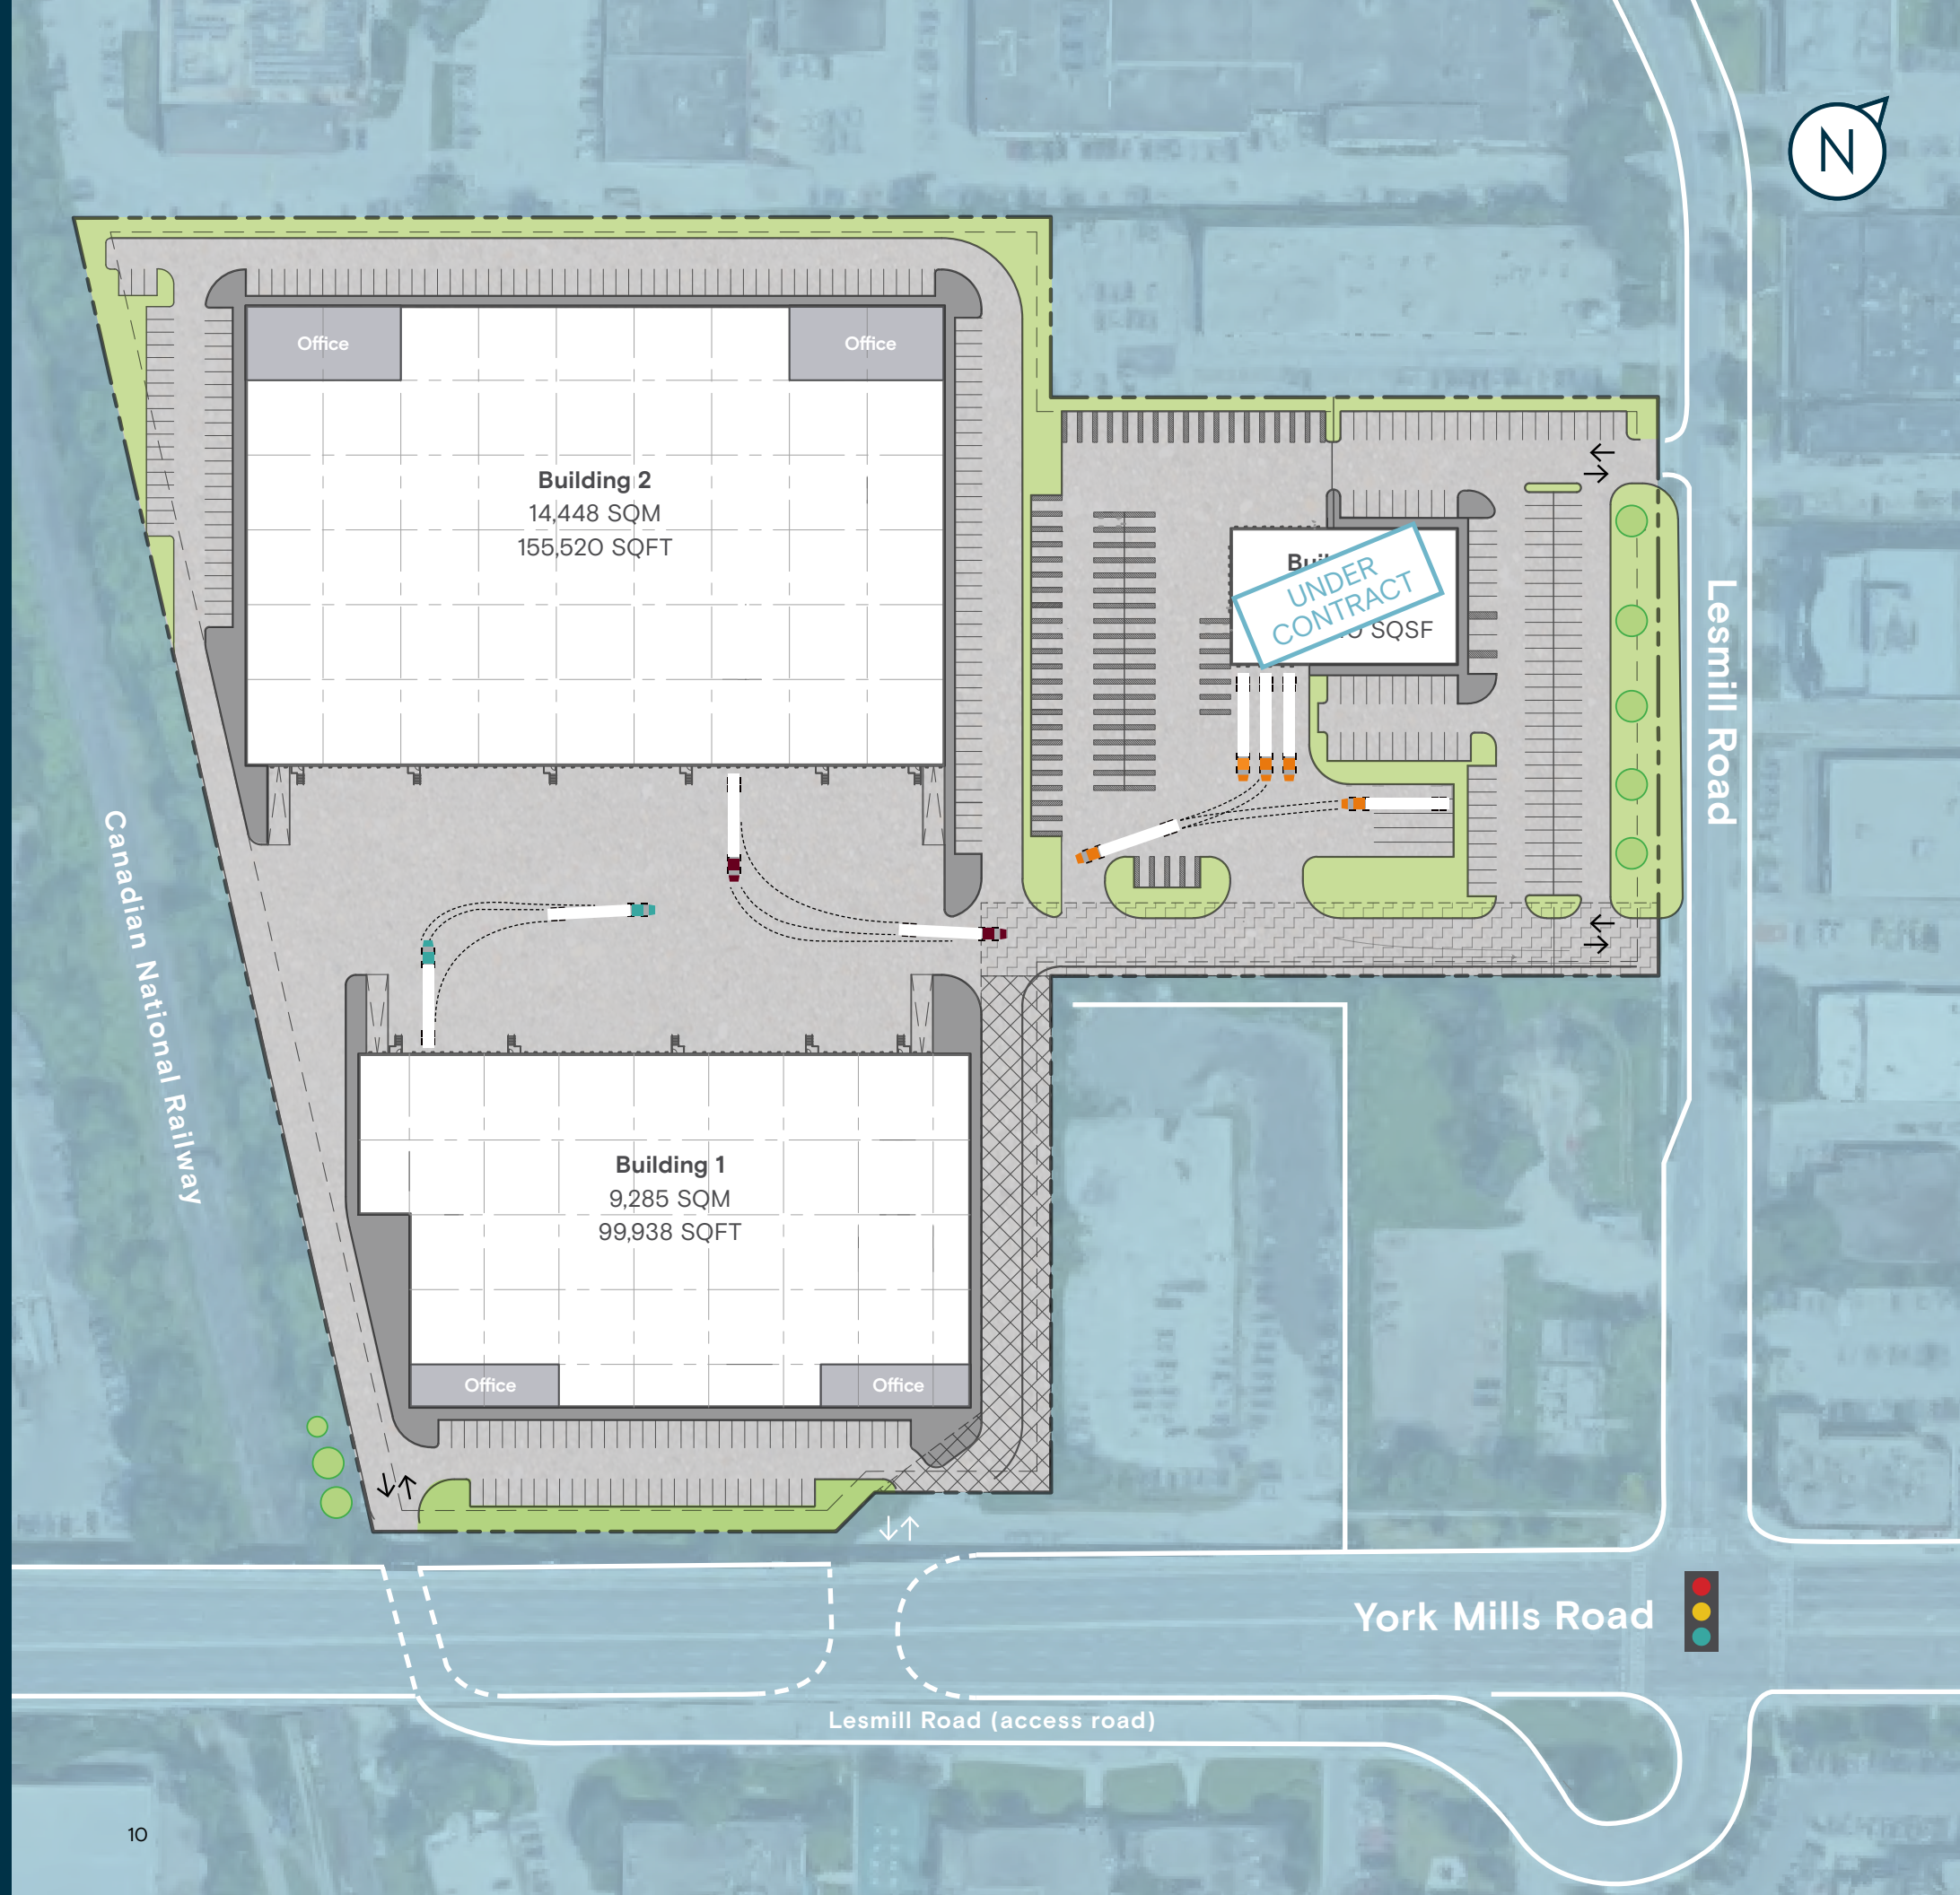 N
Office
Office
Building 2
14,448 SQM
155,520 SQFT
UNDER
CONTRACT
SQSF
Lesmill Road
Canadian National Railway
Building 1
9,285 SQM
99,938 SQFT
Office
Office
York Mills Road
Lesmill Road (access road)
10